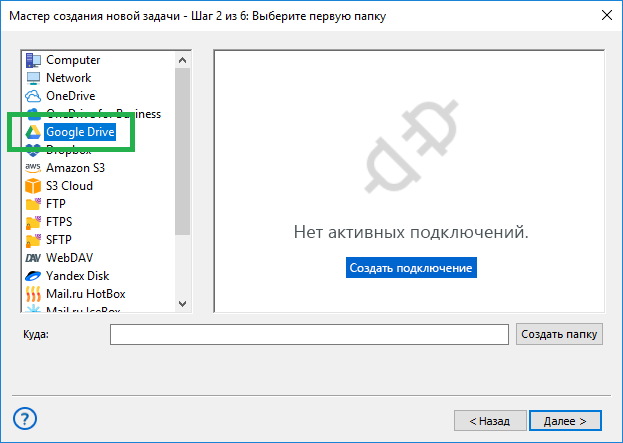 Мастер создания новой задачи - Шаг 2 из 6: Выберите первую папку
Computer
Network
OneDrive
OneDrive for Business
Google Drive
Dropbox
aws Amazon S3
S3 Cloud
FTP
FTPS
SFTP
DAV WebDAV
Yandex Disk
Mail.ru HotBox
Mail.ru IceBox
Нет активных подключений.
Создать подключение
Куда:
Создать папку
?
< Назад
Далее >